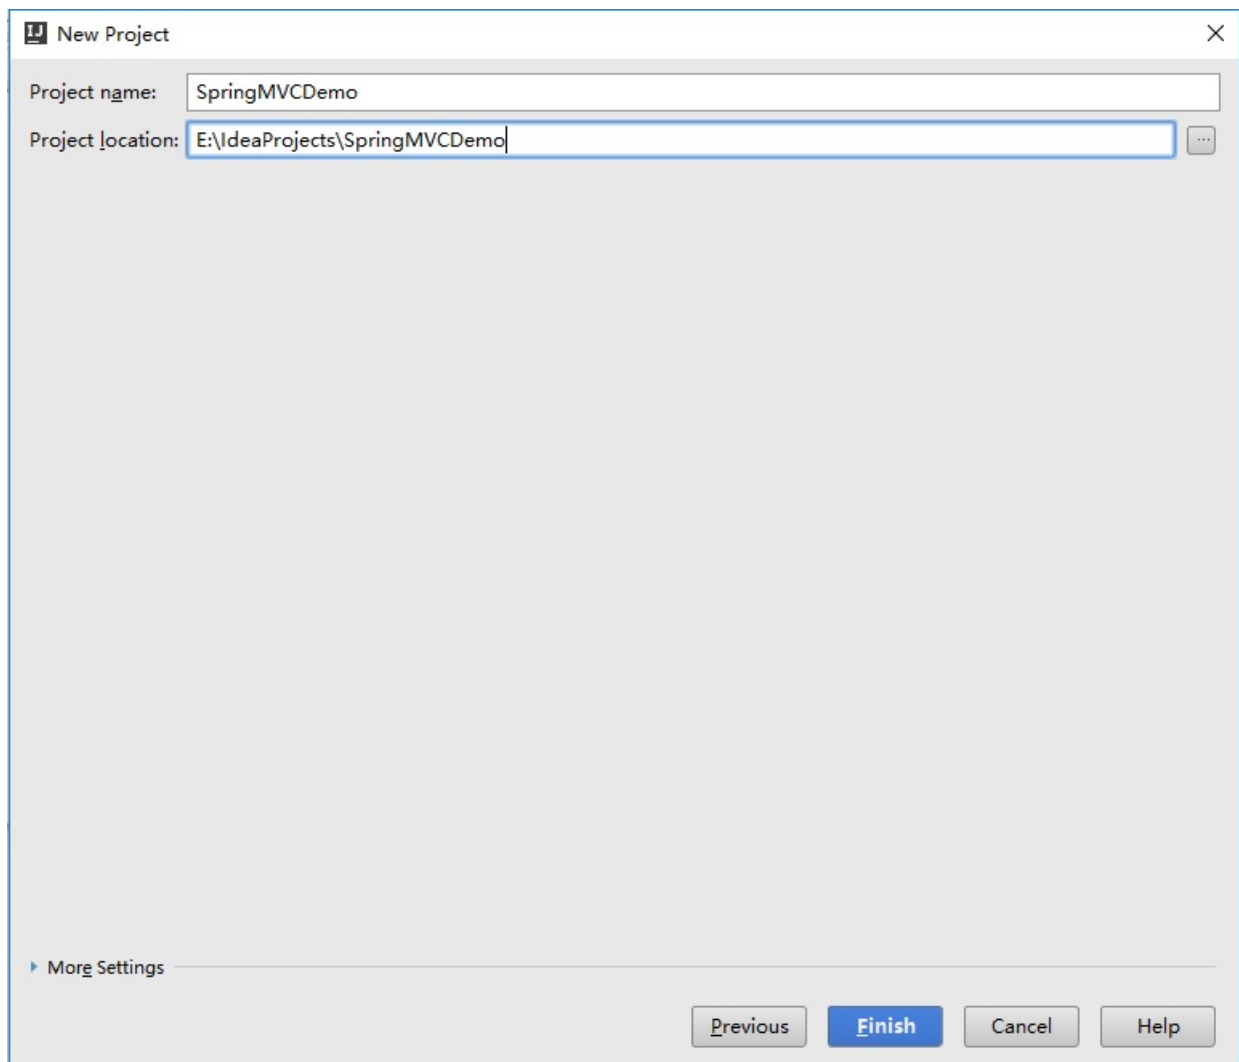 New Project
Project name: SpringMVCDemo
Project location: E:\IdeaProjects\SpringMVCDemo
More Settings
Previous Finish Cancel Help